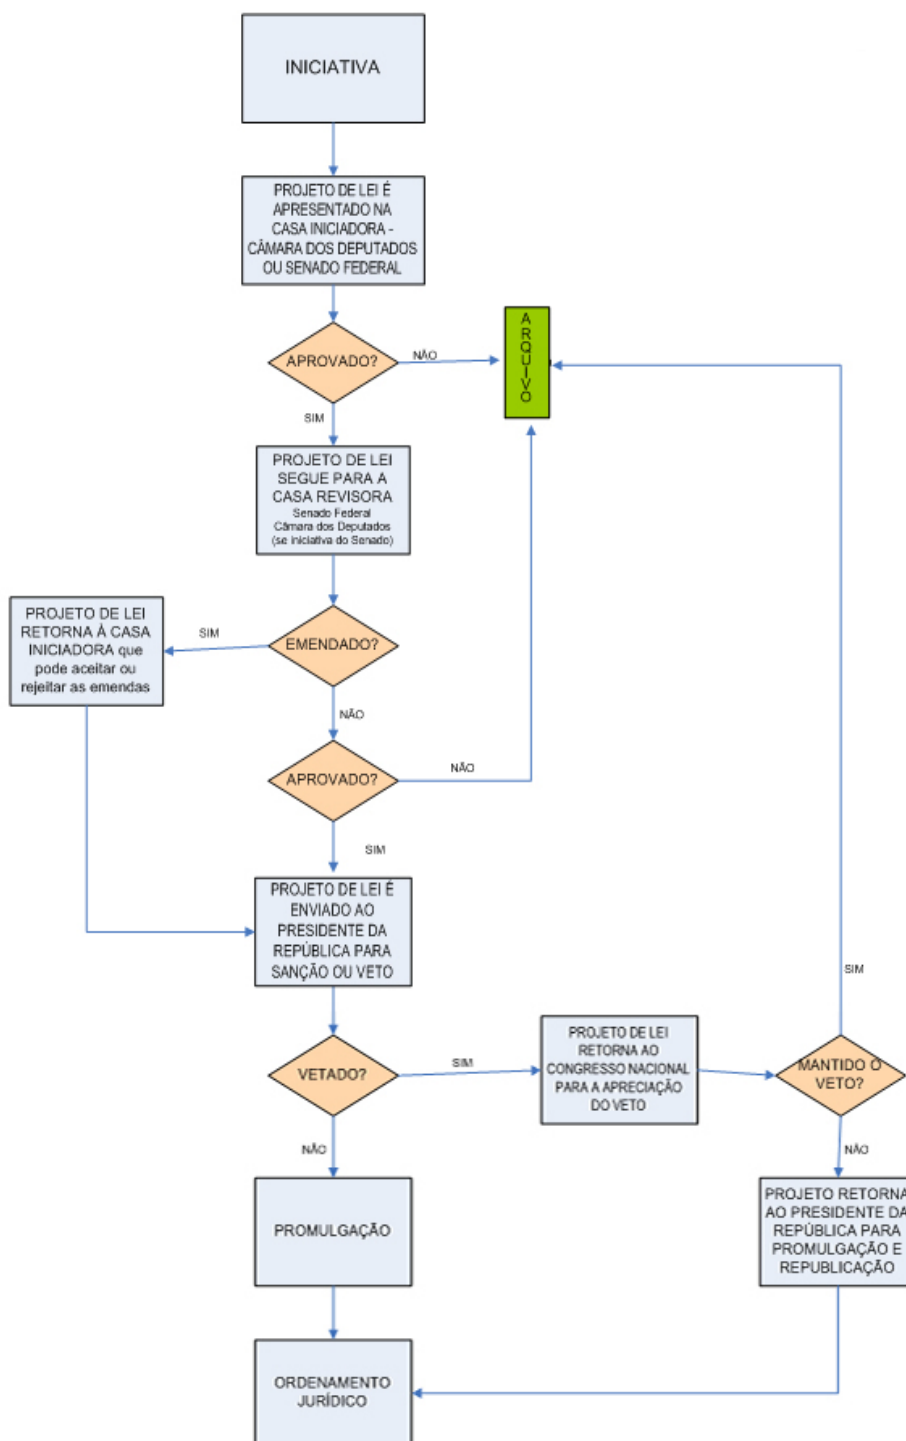 INICIATIVA
PROJETO DE LEI É
APRESENTADO NA
CASA INICIADORA -
CÂMARA DOS DEPUTADOS
OU SENADO FEDERAL
APROVADO?
NÃO
ARQUIVO
SIM
PROJETO DE LEI
SEGUE PARA A
CASA REVISORA
Senado Federal
Câmara dos Deputados
(se iniciativa do Senado)
PROJETO DE LEI
RETORNA À CASA
INICIADORA que
pode aceitar ou
rejeitar as emendas
SIM
EMENDADO?
NÃO
APROVADO?
NÃO
SIM
PROJETO DE LEI É
ENVIADO AO
PRESIDENTE DA
REPÚBLICA PARA
SANÇÃO OU VETO
VETADO?
SIM
PROJETO DE LEI
RETORNA AO
CONGRESSO NACIONAL
PARA A APRECIAÇÃO
DO VETO
SIM
MANTIDO O
VETO?
NÃO
NÃO
PROMULGAÇÃO
PROJETO RETORNA
AO PRESIDENTE DA
REPÚBLICA PARA
PROMULGAÇÃO E
REPUBLICAÇÃO
ORDENAMENTO
JURÍDICO